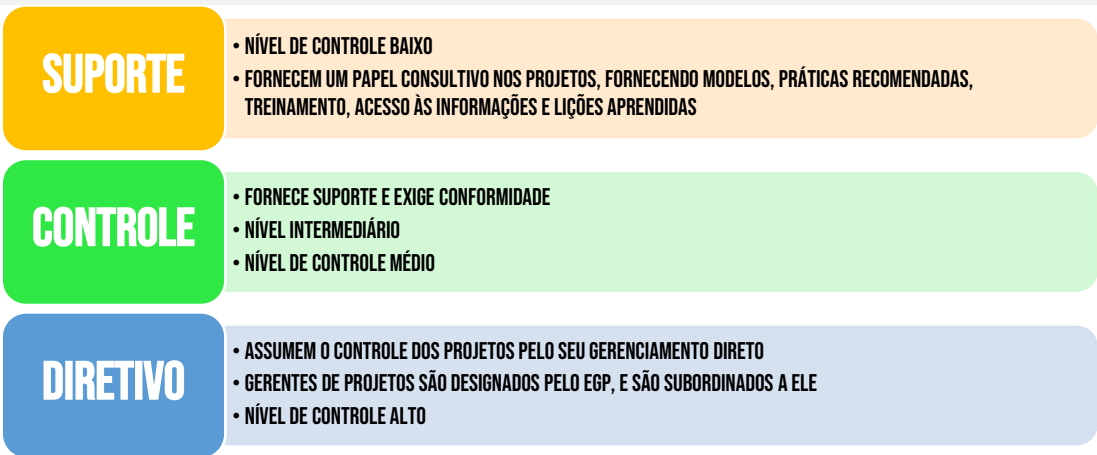 SUPORTE
• NÍVEL DE CONTROLE BAIXO
• FORNECEM UM PAPEL CONSULTIVO NOS PROJETOS, FORNECENDO MODELOS, PRÁTICAS RECOMENDADAS,
TREINAMENTO, ACESSO ÀS INFORMAÇÕES E LIÇÕES APRENDIDAS
CONTROLE
• FORNECE SUPORTE E EXIGE CONFORMIDADE
• NÍVEL INTERMEDIÁRIO
• NÍVEL DE CONTROLE MÉDIO
DIRETIVO
• ASSUMEM O CONTROLE DOS PROJETOS PELO SEU GERENCIAMENTO DIRETO
• GERENTES DE PROJETOS SÃO DESIGNADOS PELO EGP, E SÃO SUBORDINADOS A ELE
• NÍVEL DE CONTROLE ALTO